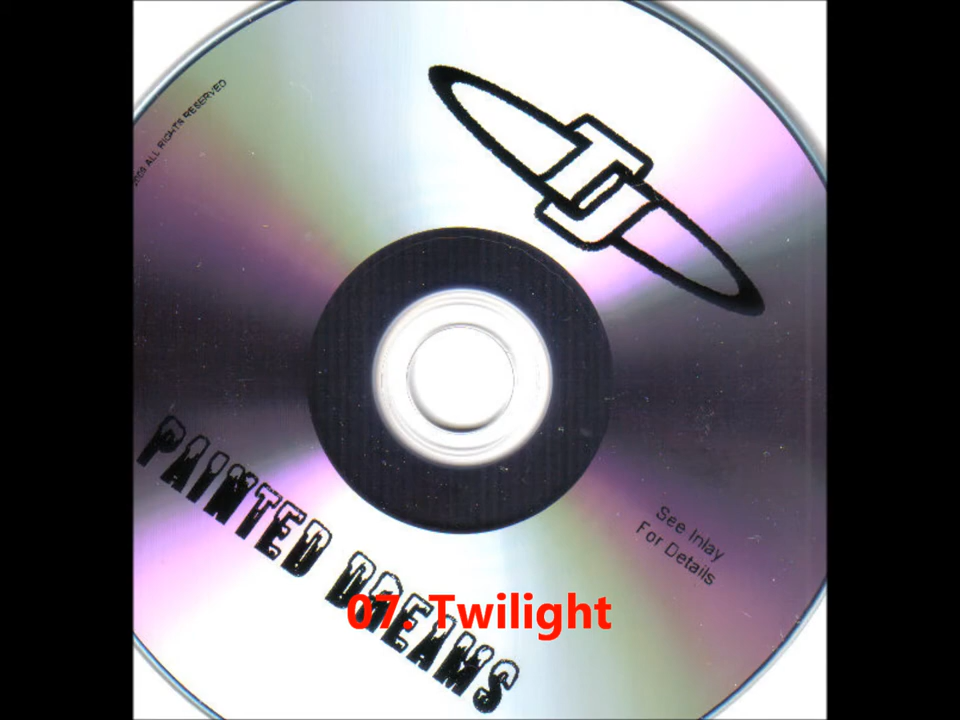 ALL RIGHTS RESERVED
PAINTED DREAMS
See Inlay
For Details
07. Twilight